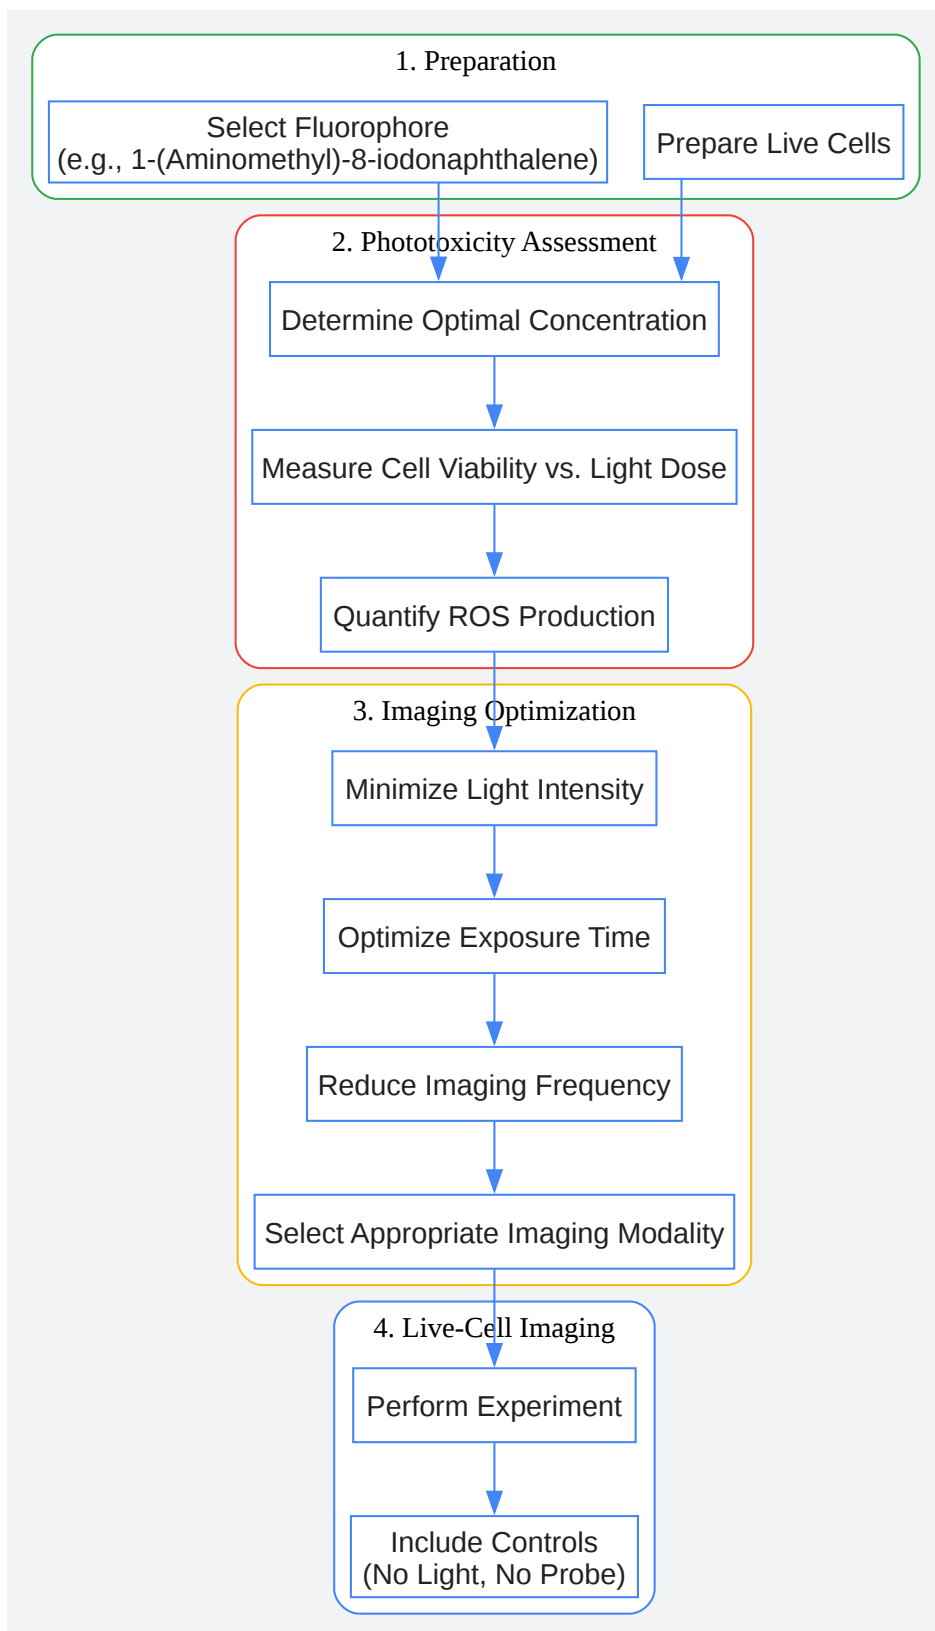 1. Preparation
Select Fluorophore
(e.g., 1-(Aminomethyl)-8-iodonaphthalene)
Prepare Live Cells
2. Phototoxicity Assessment
Determine Optimal Concentration
Measure Cell Viability vs. Light Dose
Quantify ROS Production
3. Imaging Optimization
Minimize Light Intensity
Optimize Exposure Time
Reduce Imaging Frequency
Select Appropriate Imaging Modality
4. Live-Cell Imaging
Perform Experiment
Include Controls
(No Light, No Probe)